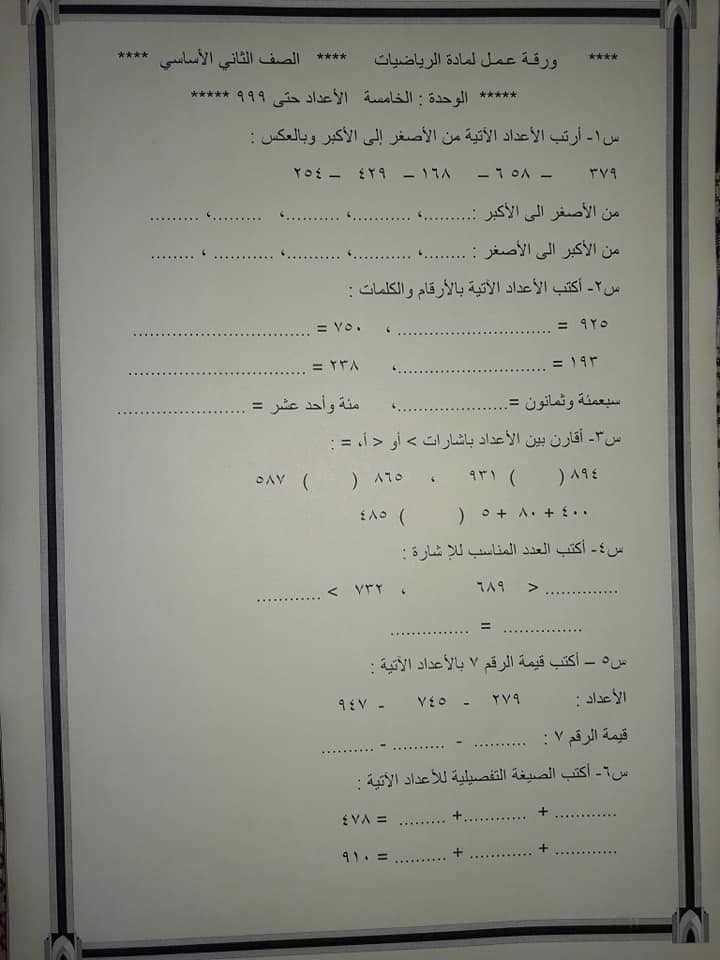 **** ورقة عمل لمادة الرياضيات **** الصف الثاني الأساسي ****
***** الوحدة : الخامسة الأعداد حتى ٩٩٩ *****
س١- أرتب الأعداد الآتية من الأصغر إلى الأكبر وبالعكس :
٣٧٩ – ٦٥٨ – ١٦٨ – ٤٢٩ – ٢٥٤
من الأصغر الى الأكبر :.........، ...........، ..........، .........، .........
من الأكبر الى الأصغر : ........، ...........، ..........، ........... ، ........
س٢- أكتب الأعداد الآتية بالأرقام والكلمات :
٩٢٥ = ............................ ، ٧٥٠ = ................................
١٩٣ = ...........................، ٢٣٨ = ................................
سبعمئة وثمانون =....................، مئة وأحد عشر = .......................
س٣- أقارن بين الأعداد باشارات > أو < أ، = :
٨٩٤ ( ) ٩٣١ ، ٨٦٥ ( ) ٥٨٧
٤٠٠ + ٨٠ + ٥ ( ) ٤٨٥
س٤- أكتب العدد المناسب للإ شارة :
............. < ٦٨٩ ، ٧٣٢ > ............
.............. = ..............
س٥ – أكتب قيمة الرقم ٧ بالأعداد الآتية :
الأعداد : ٢٧٩ - ٧٤٥ - ٩٤٧
قيمة الرقم ٧ : .......... - .......... - ..........
س٦- أكتب الصيغة التفصيلية للأعداد الآتية :
٤٧٨ = ......... +............ + ...........
٩١٠ = .......... + ............ + ...........